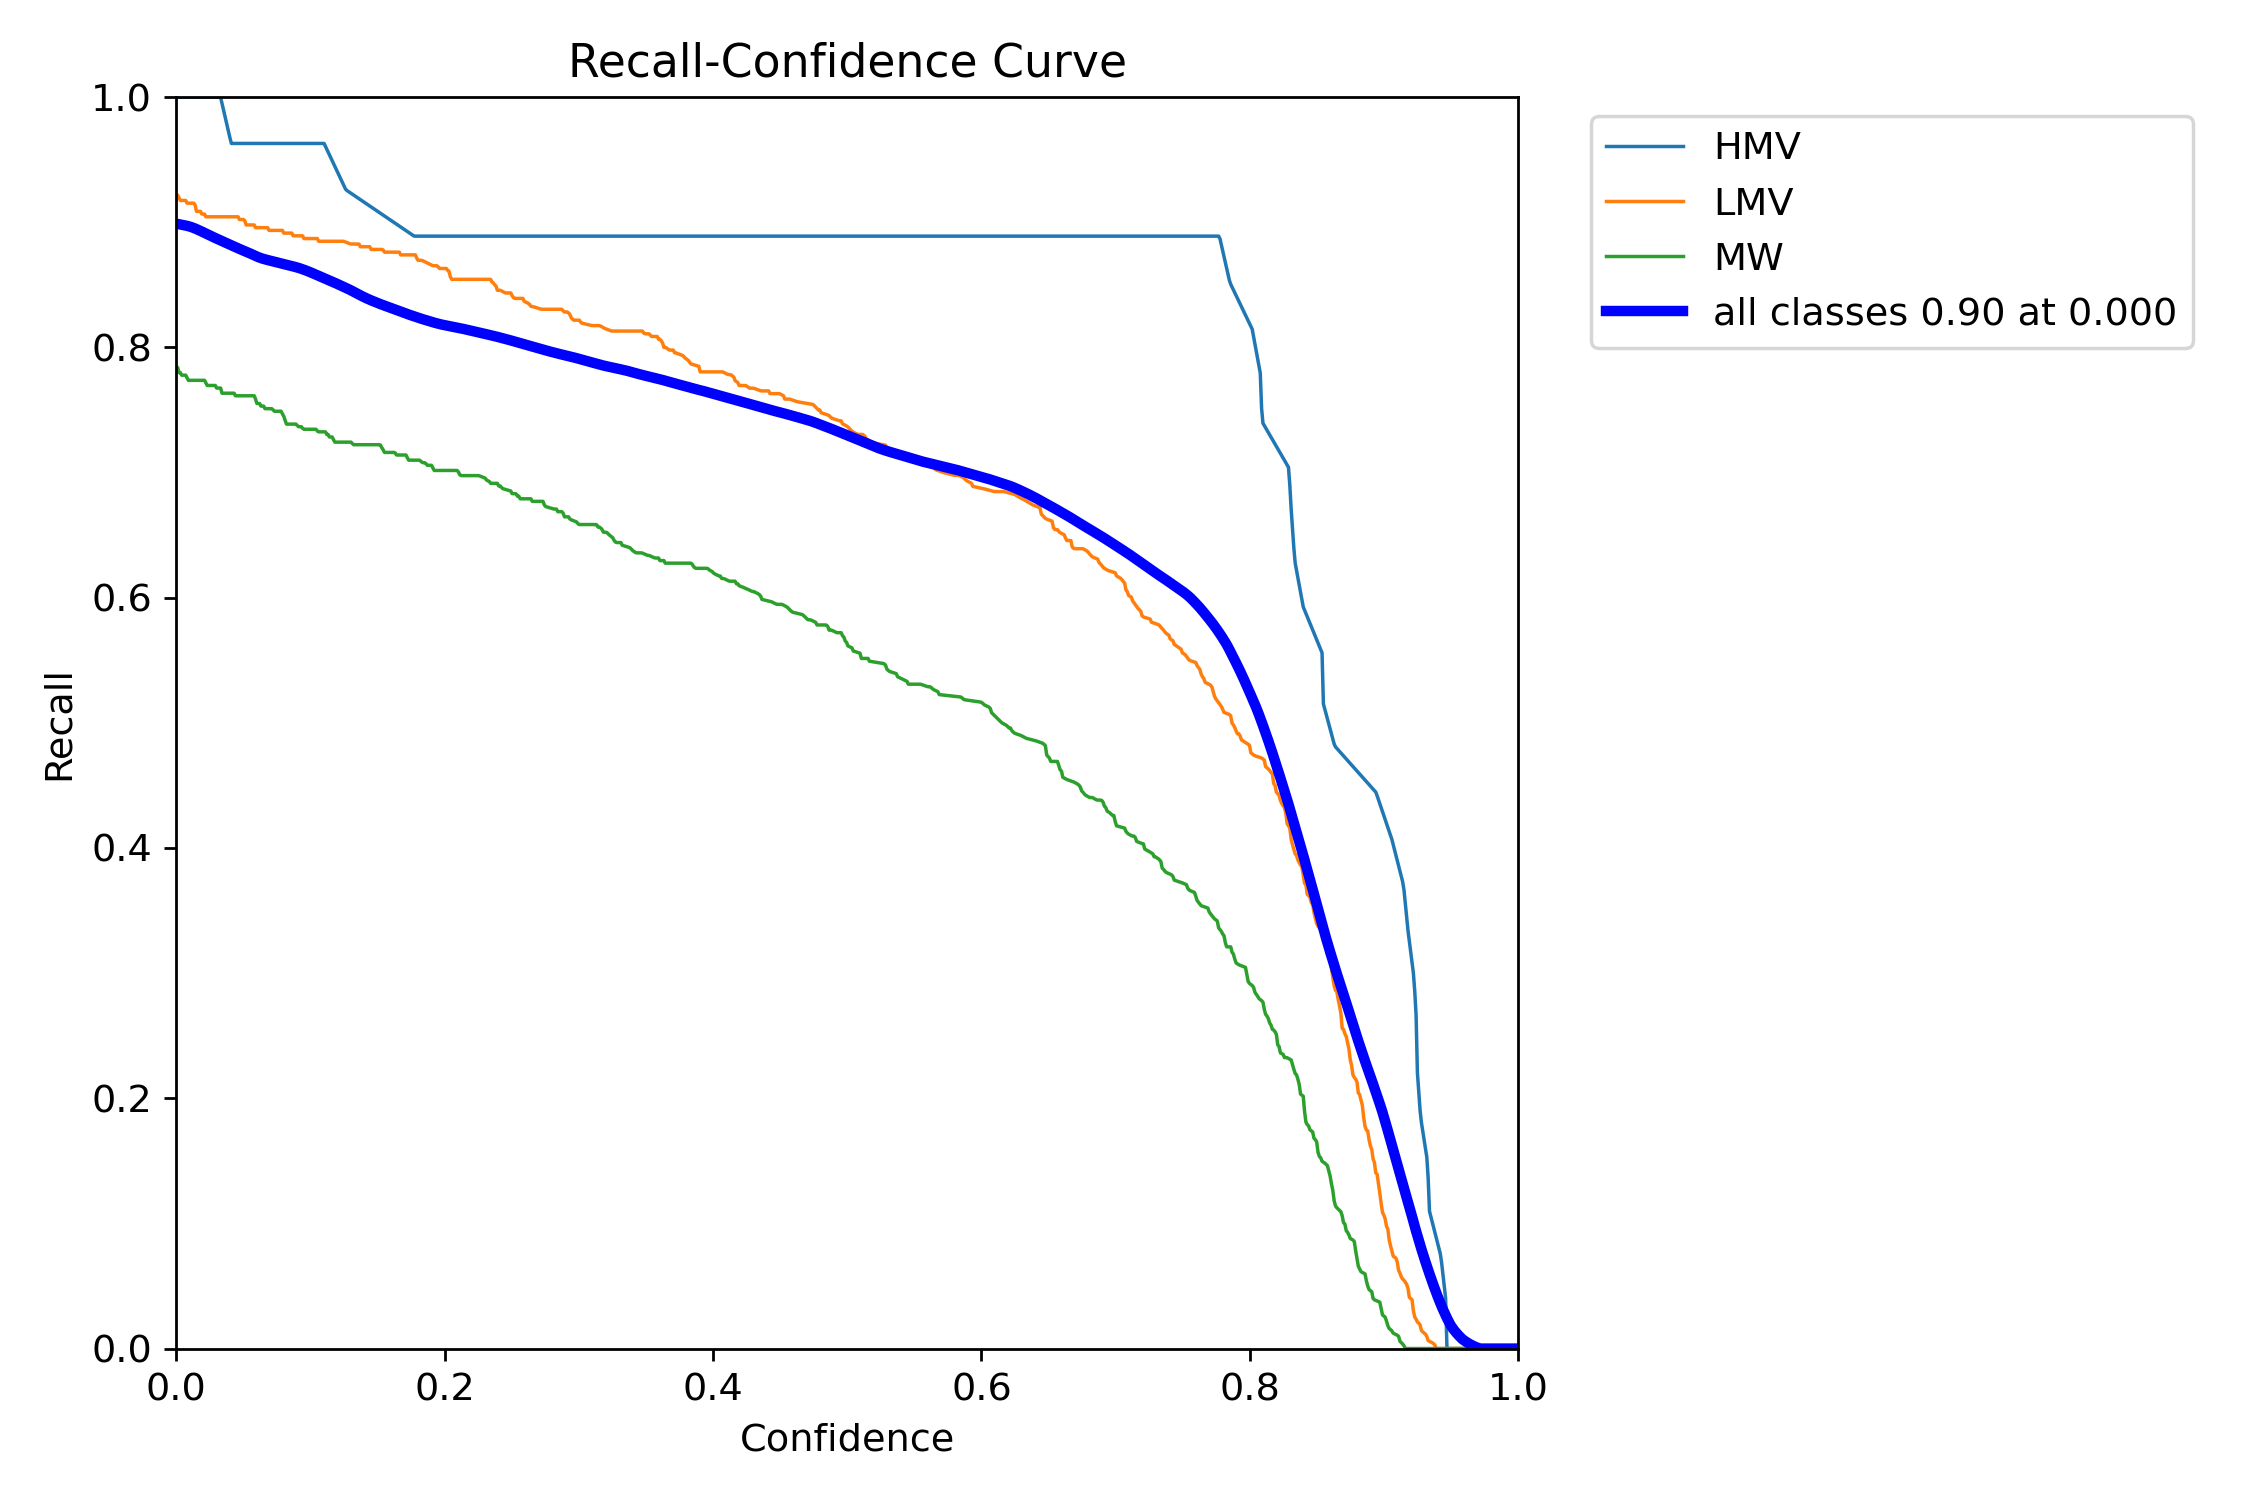 Recall-Confidence Curve
HMV
LMV
MW
all classes 0.90 at 0.000
1.0
0.8
0.6
0.4
0.2
0.0
Recall
0.0 0.2 0.4 0.6 0.8 1.0
Confidence